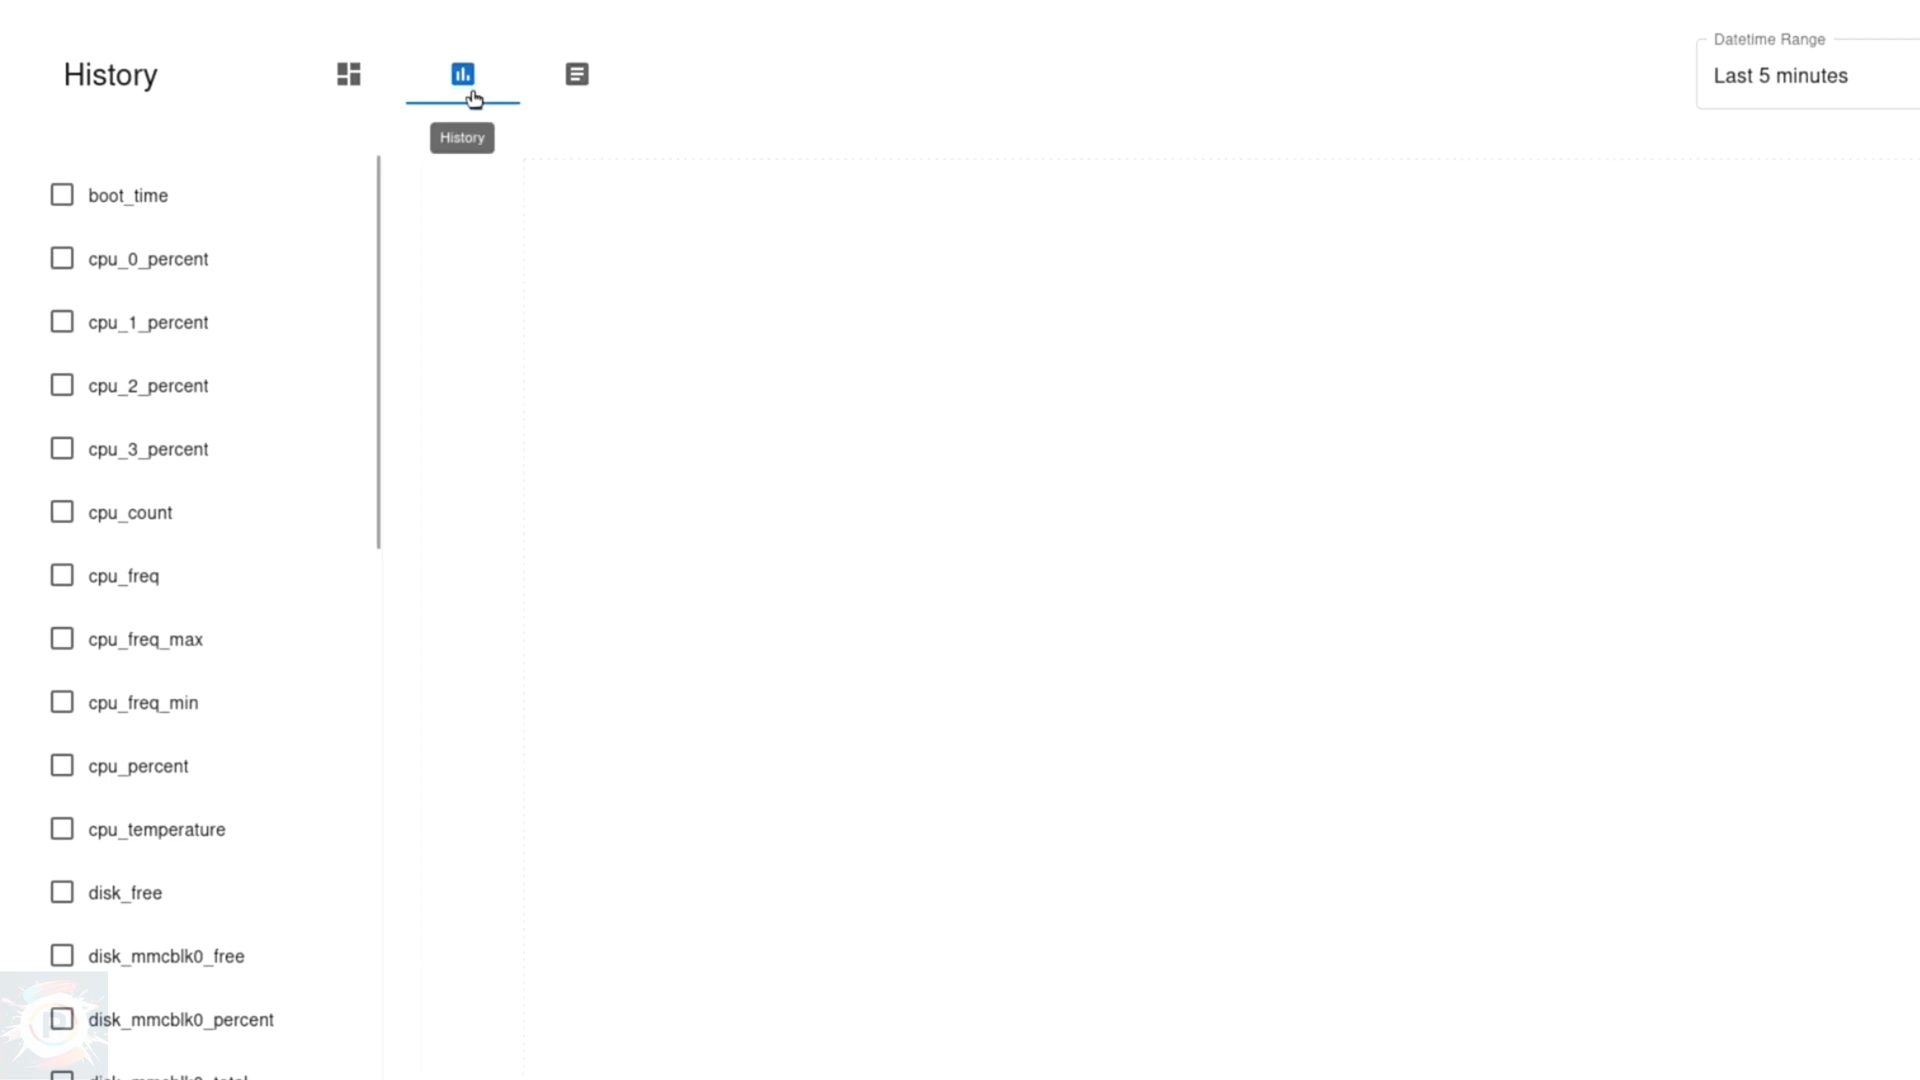 History
Datetime Range
Last 5 minutes
History
boot_time
cpu_0_percent
cpu_1_percent
cpu_2_percent
cpu_3_percent
cpu_count
cpu_freq
cpu_freq_max
cpu_freq_min
cpu_percent
cpu_temperature
disk_free
disk_mmcblk0_free
disk_mmcblk0_percent